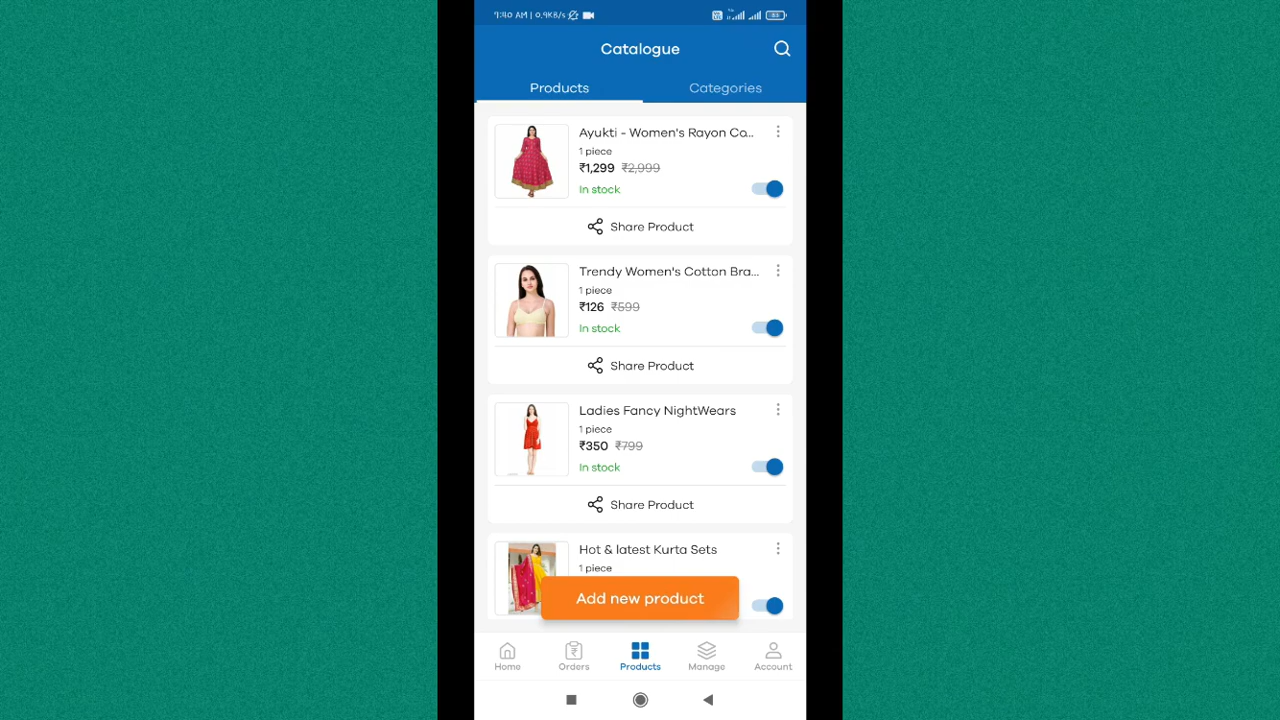 7:40 AM | 0.9KB/s
Catalogue
Products
Categories
Ayukti - Women's Rayon Co...
1 piece
₹1,299 ₹2,999
In stock
Share Product
Trendy Women's Cotton Bra...
1 piece
₹126 ₹599
In stock
Share Product
Ladies Fancy NightWears
1 piece
₹350 ₹799
In stock
Share Product
Hot & latest Kurta Sets
1 piece
Add new product
Home
Orders
Products
Manage
Account